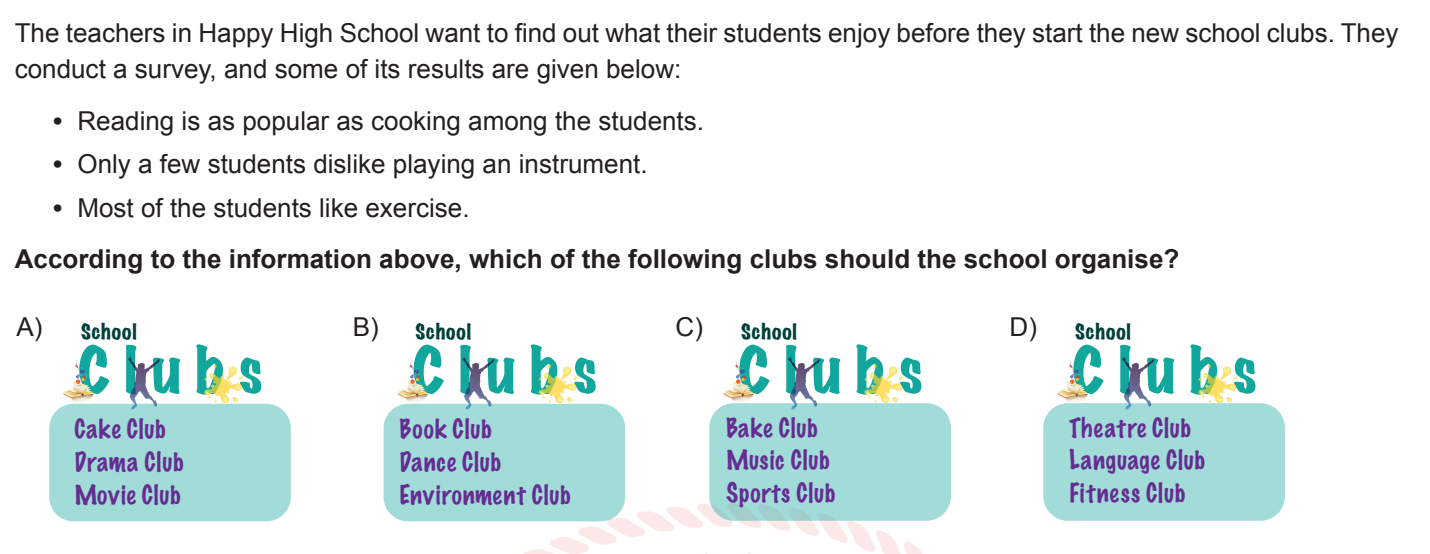 The teachers in Happy High School want to find out what their students enjoy before they start the new school clubs. They
conduct a survey, and some of its results are given below:
• Reading is as popular as cooking among the students.
• Only a few students dislike playing an instrument.
• Most of the students like exercise.
According to the information above, which of the following clubs should the school organise?
A)
School
Clubs
Cake Club
Drama Club
Movie Club
B)
School
Clubs
Book Club
Dance Club
Environment Club
C)
School
Clubs
Bake Club
Music Club
Sports Club
D)
School
Clubs
Theatre Club
Language Club
Fitness Club